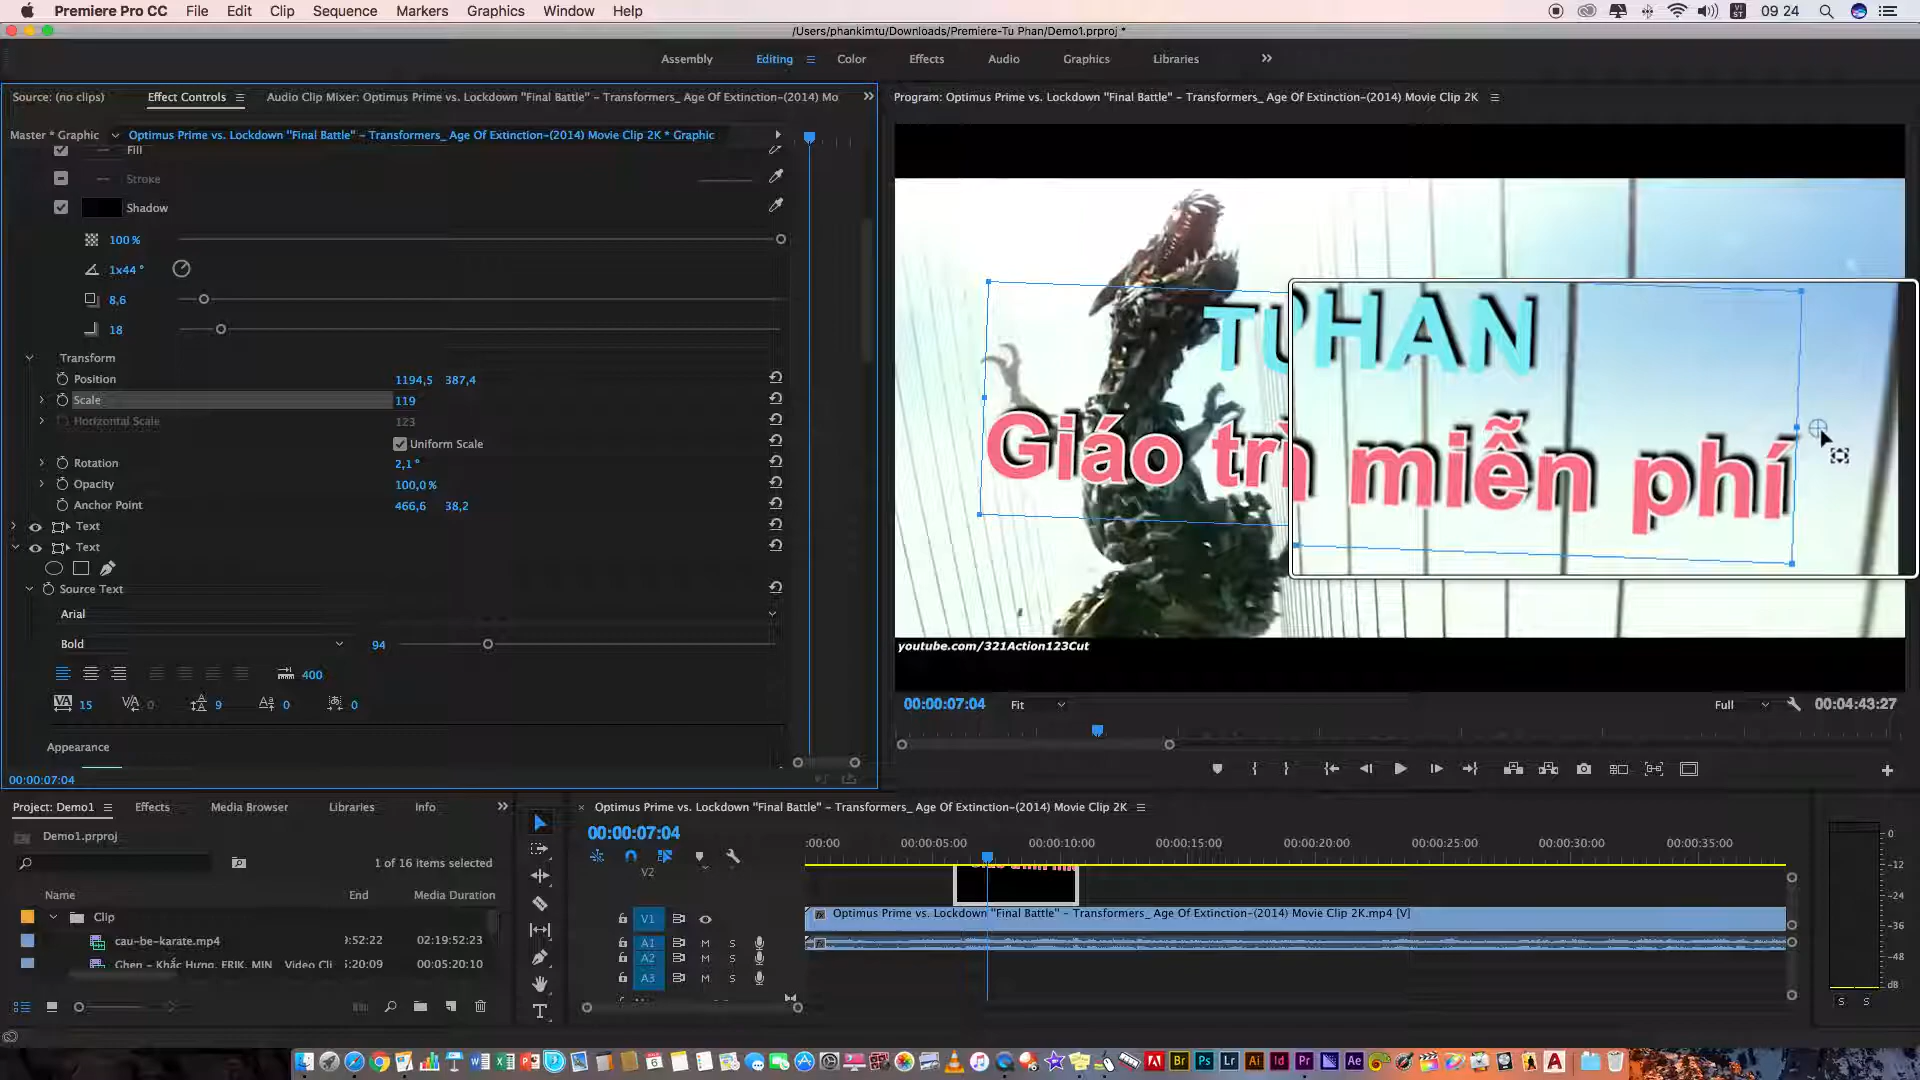 Premiere Pro CC File Edit Clip Sequence Markers Graphics Window Help
09 24
/Users/phankimtu/Downloads/Premiere-Tu Phan/Demo1.prproj *
Assembly Editing Color Effects Audio Graphics Libraries
Source: (no clips) Effect Controls Audio Clip Mixer: Optimus Prime vs. Lockdown "Final Battle" – Transformers_ Age Of Extinction-(2014) Mo
Program: Optimus Prime vs. Lockdown "Final Battle" – Transformers_ Age Of Extinction-(2014) Movie Clip 2K
Master * Graphic Optimus Prime vs. Lockdown "Final Battle" – Transformers_ Age Of Extinction-(2014) Movie Clip 2K * Graphic
Fill
Stroke
Shadow
100 %
1x44 °
8,6
18
Transform
Position 1194,5 387,4
Scale 119
Horizontal Scale 123
Uniform Scale
Rotation 2,1 °
Opacity 100,0 %
Anchor Point 466,6 38,2
Text
Text
Source Text
Arial
Bold 94
400
15 0 9 0 0
Appearance
00:00:07:04
TU HAN
Giáo trì miễn phí
youtube.com/321Action123Cut
00:00:07:04 Fit Full 00:04:43:27
Project: Demo1 Effects Media Browser Libraries Info
Demo1.prproj
1 of 16 items selected
Name End Media Duration
Clip
cau-be-karate.mp4 9:52:22 02:19:52:23
Ghen – Khắc Hưng, ERIK, MIN Video Cli 5:20:09 00:05:20:10
Optimus Prime vs. Lockdown "Final Battle" – Transformers_ Age Of Extinction-(2014) Movie Clip 2K
00:00:07:04
:00:00 00:00:05:00 00:00:10:00 00:00:15:00 00:00:20:00 00:00:25:00 00:00:30:00 00:00:35:00
V2
V1 Optimus Prime vs. Lockdown "Final Battle" – Transformers_ Age Of Extinction-(2014) Movie Clip 2K.mp4 [V]
A1 M S
A2 M S
A3 M S
0
-12
-24
-36
-48
dB
S S